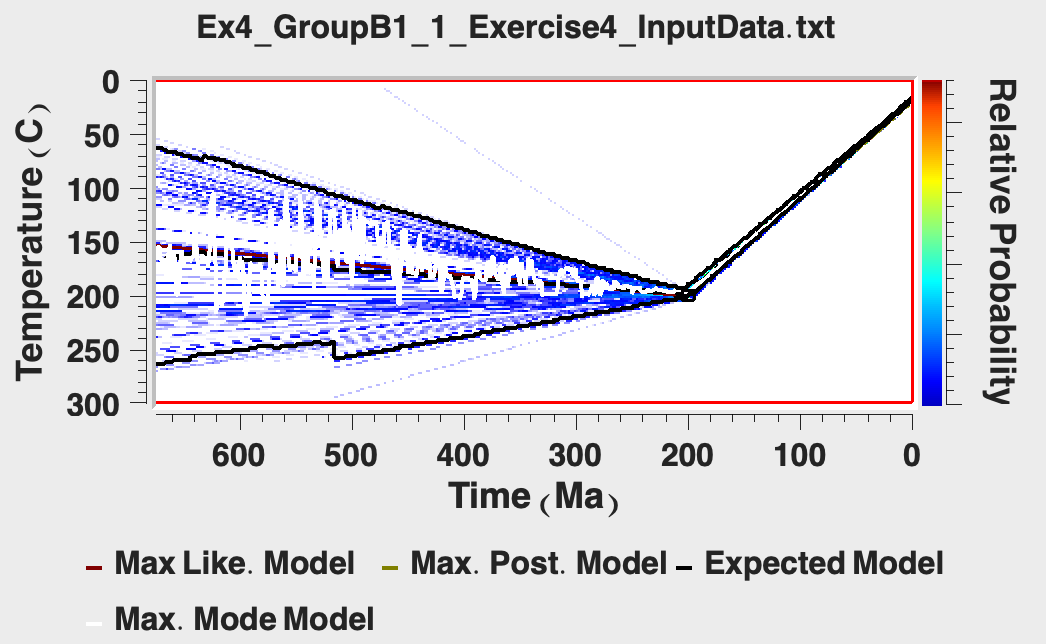 Ex4_GroupB1_1_Exercise4_InputData.txt
0
50
100
150
200
250
300
Temperature (C)
600 500 400 300 200 100 0
Time (Ma)
Relative Probability
Max Like. Model Max. Post. Model Expected Model
Max. Mode Model